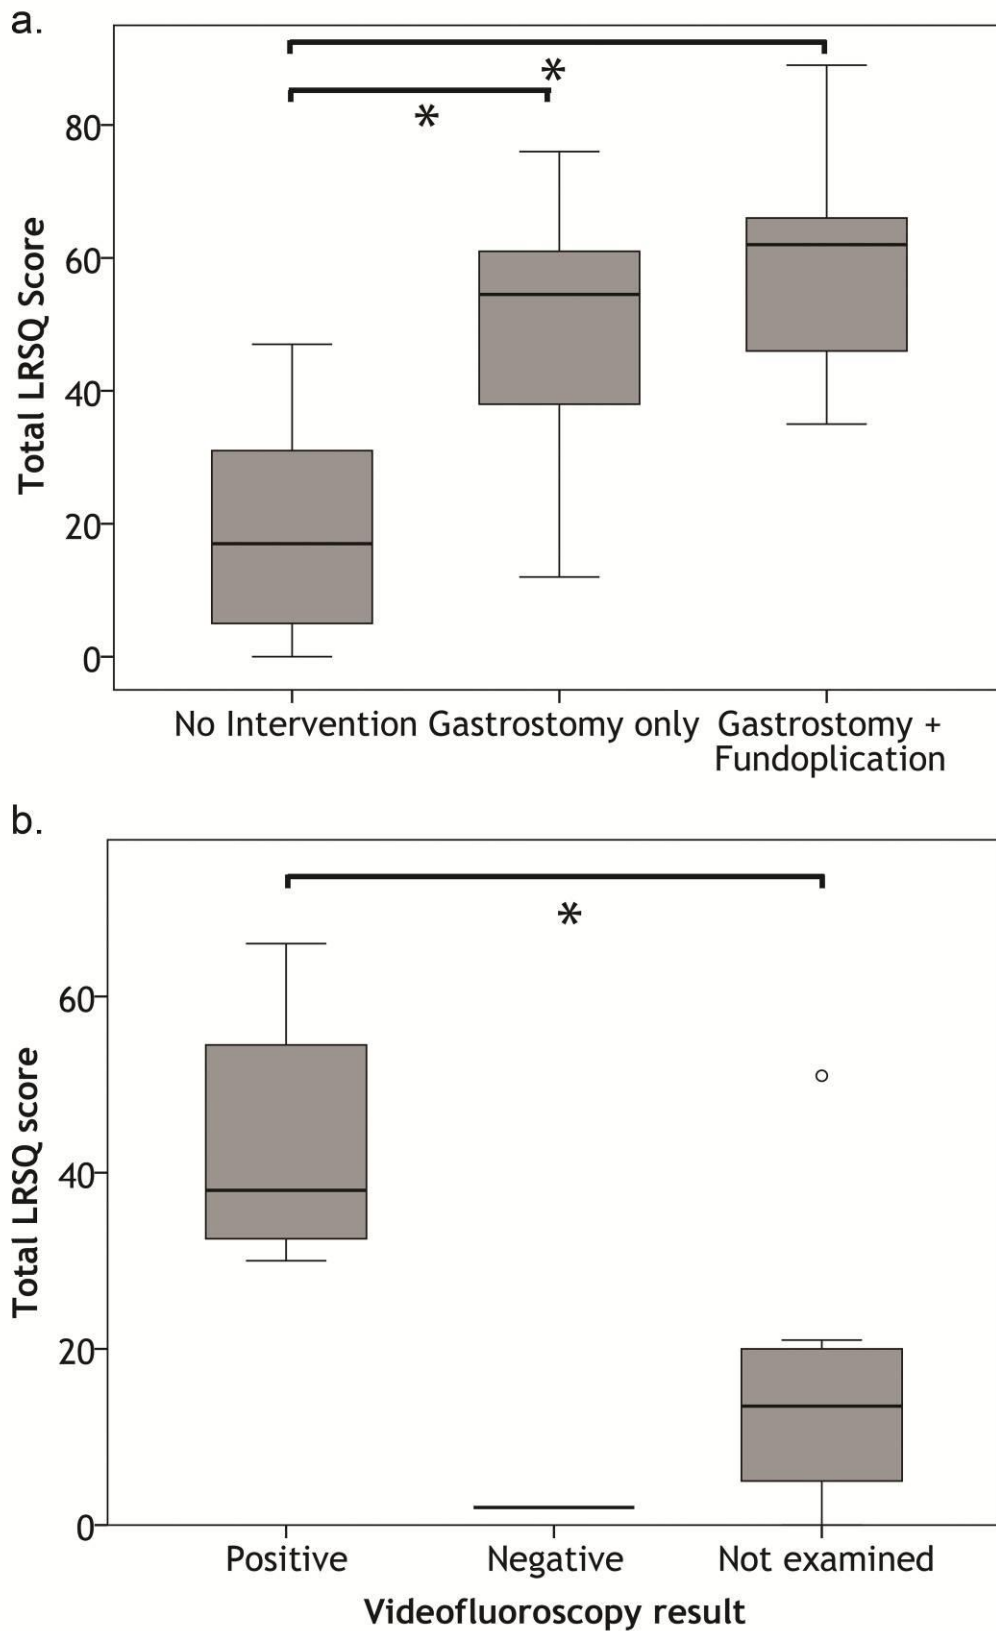 a.
*
*
80
60
40
20
0
Total LRSQ Score
No Intervention Gastrostomy only Gastrostomy +
Fundoplication
b.
*
60
40
20
0
Total LRSQ score
Positive Negative Not examined
Videofluoroscopy result